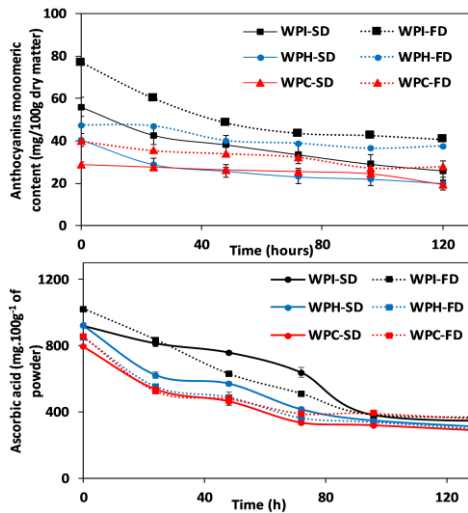 100
80
60
40
20
0
Anthocyanins monomeric
content (mg/100g dry matter)
WPI-SD WPI-FD
WPH-SD WPH-FD
WPC-SD WPC-FD
0 40 80 120
Time (hours)
1200
800
400
0
Ascorbic acid (mg.100g⁻¹ of
powder)
WPI-SD WPI-FD
WPH-SD WPH-FD
WPC-SD WPC-FD
0 40 80 120
Time (h)